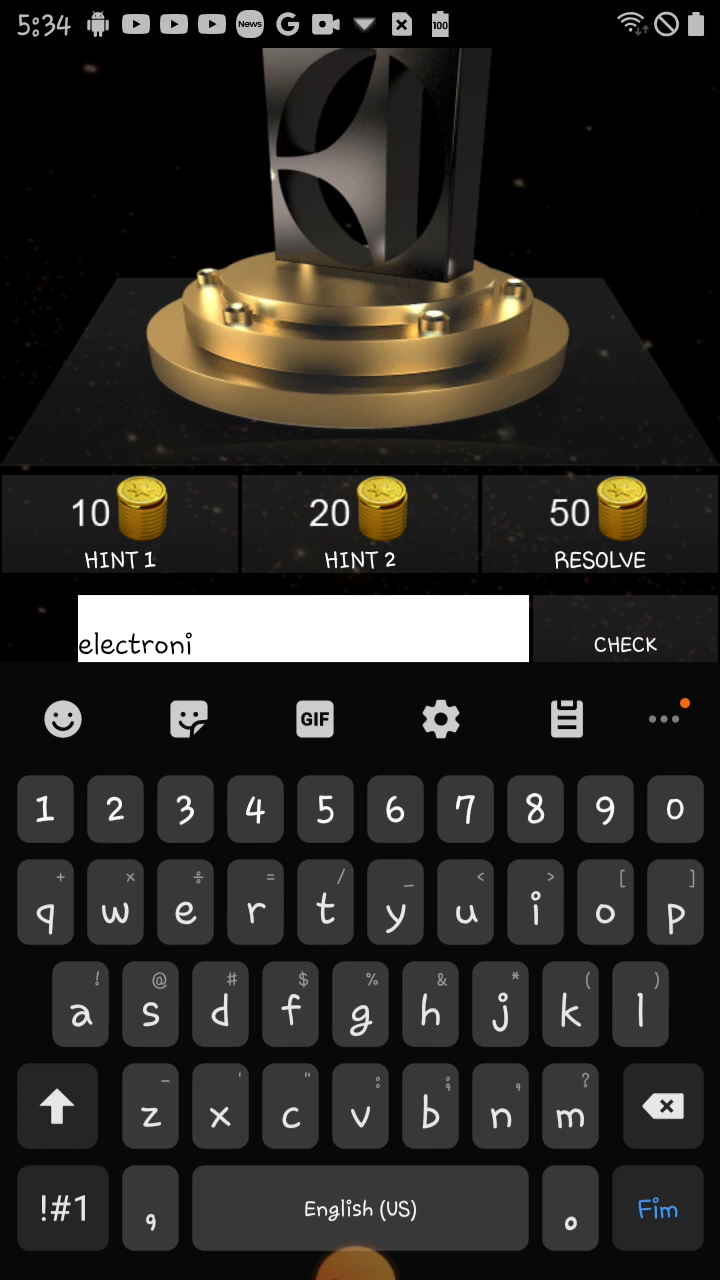 5:34 News 100
10 20 50
HINT 1 HINT 2 RESOLVE
electroni CHECK
GIF
1 2 3 4 5 6 7 8 9 0
+ × ÷ = / _ < > [ ]
q w e r t y u i o p
! @ # $ % & * ( )
a s d f g h j k l
- ' " : ; , ?
z x c v b n m
!#1 , English (US) . Fim